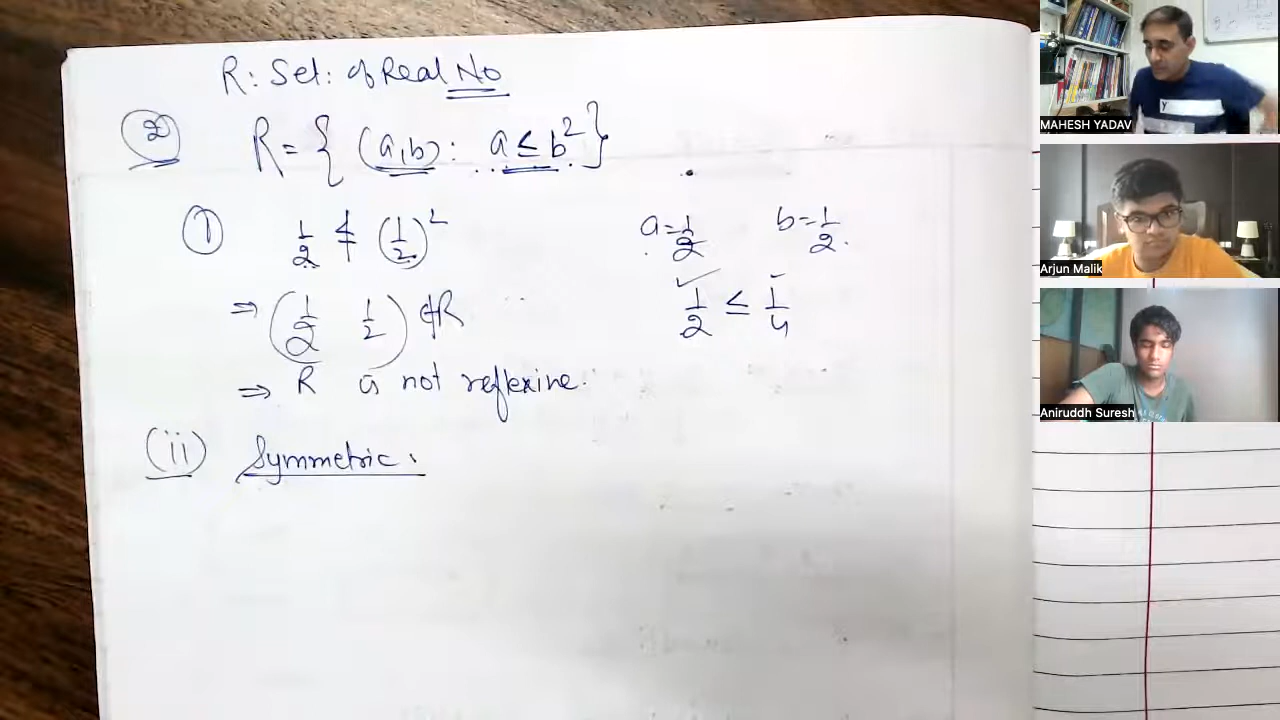 R: Set: of Real No
② R = { (a,b) : a ≤ b² }
① 1/2 ≰ (1/2)²
a = 1/2 b = 1/2.
⇒ (1/2 1/2) ∉ R
1/2 ≤ 1/4
⇒ R is not reflexive.
(ii) Symmetric:
MAHESH YADAV
Arjun Malik
Aniruddh Suresh